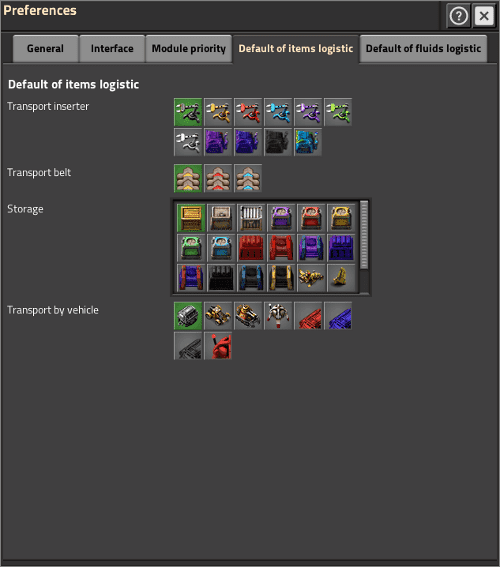 Preferences
General
Interface
Module priority
Default of items logistic
Default of fluids logistic
Default of items logistic
Transport inserter
Transport belt
Storage
Transport by vehicle